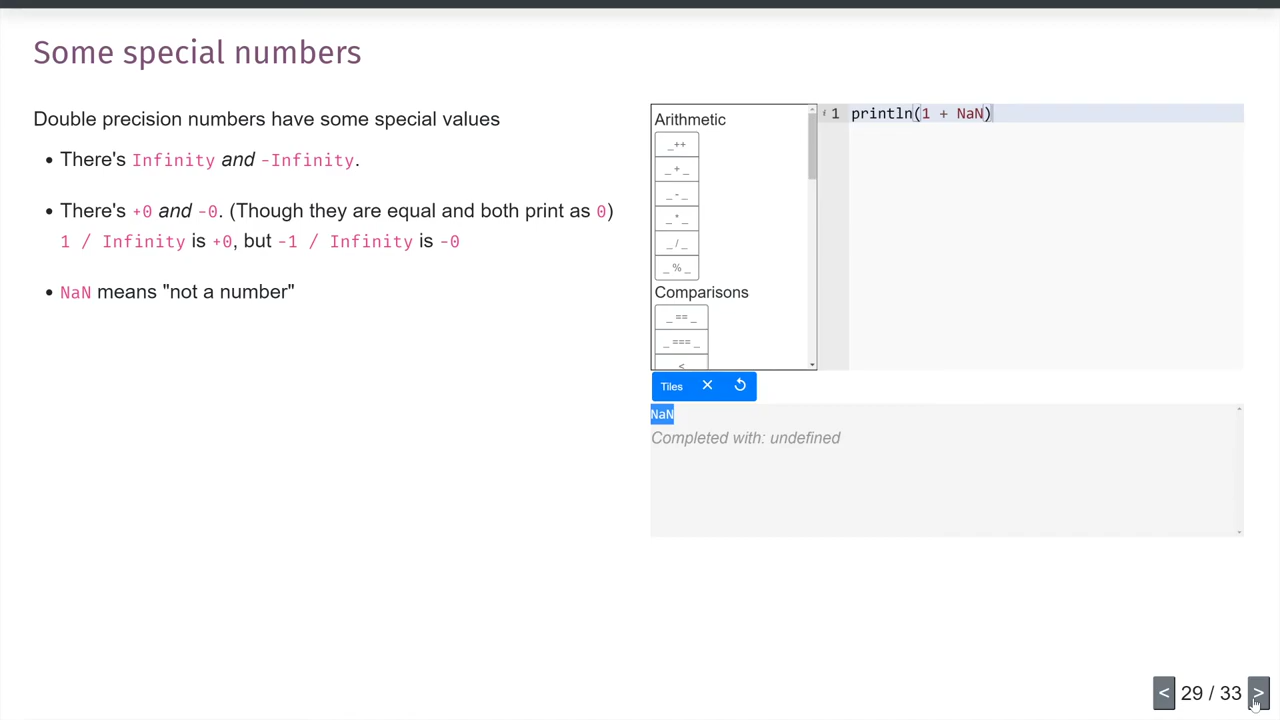 Some special numbers
Double precision numbers have some special values
• There's Infinity and -Infinity.
• There's +0 and -0. (Though they are equal and both print as 0)
1 / Infinity is +0, but -1 / Infinity is -0
• NaN means "not a number"
Arithmetic
_++
_ + _
_ - _
_ * _
_ / _
_ % _
Comparisons
_ == _
_ === _
<
i 1 println(1 + NaN)
Tiles
NaN
Completed with: undefined
< 29 / 33 >